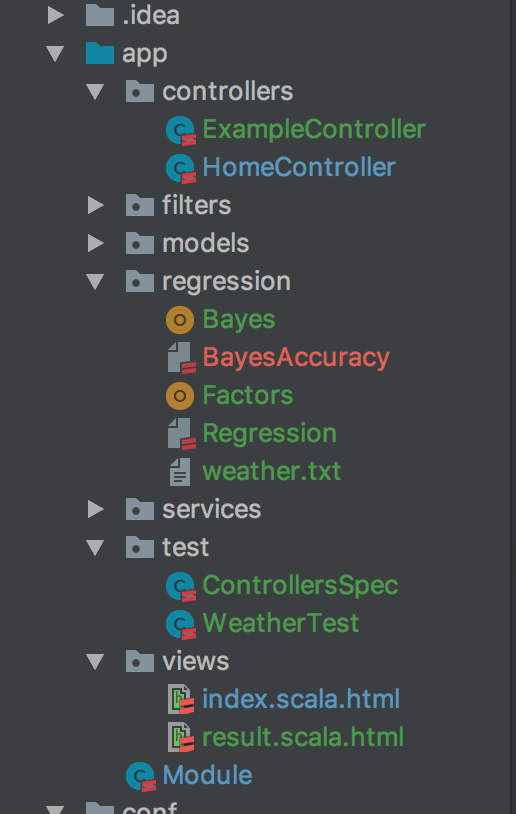 .idea
app
controllers
ExampleController
HomeController
filters
models
regression
Bayes
BayesAccuracy
Factors
Regression
weather.txt
services
test
ControllersSpec
WeatherTest
views
index.scala.html
result.scala.html
Module
conf